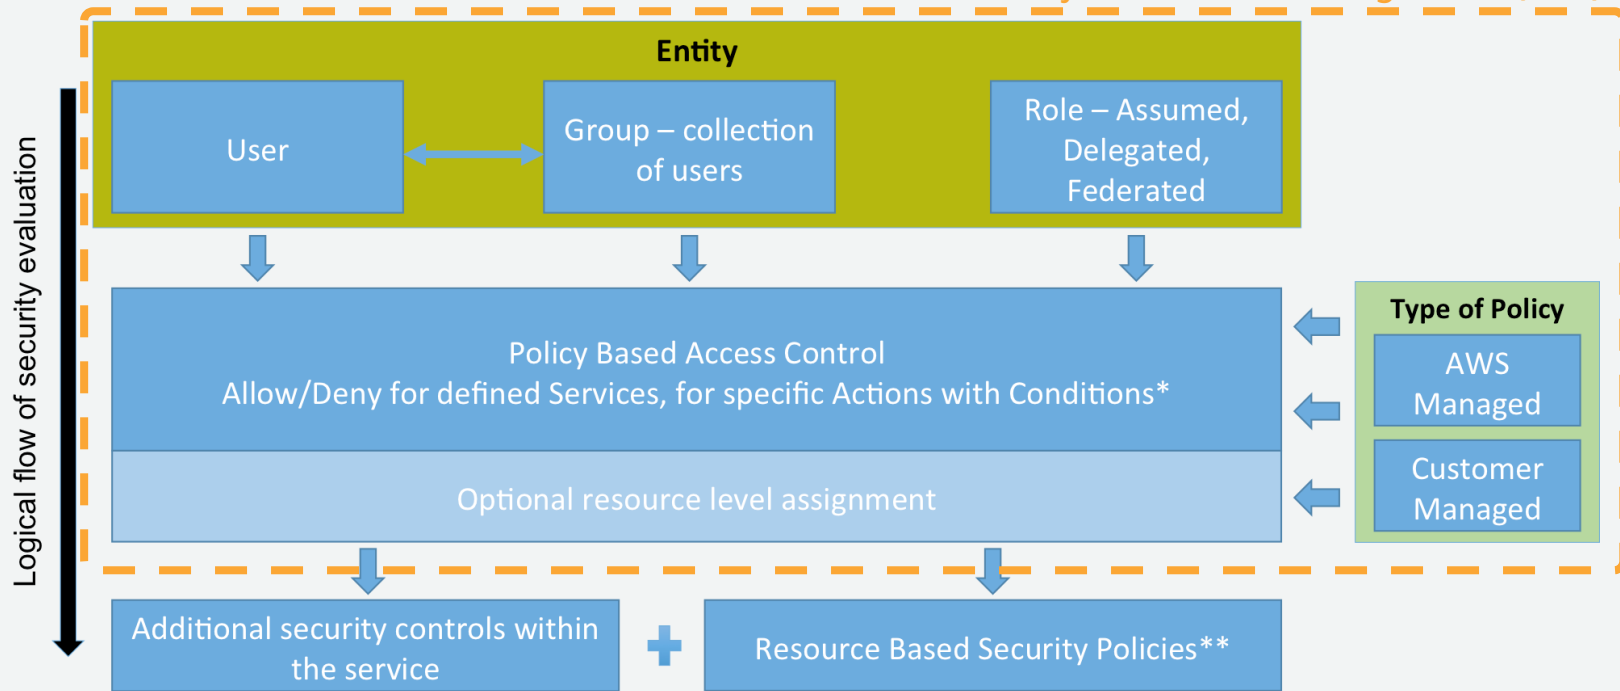 Entity
User
Group – collection
of users
Role – Assumed,
Delegated,
Federated
Logical flow of security evaluation
Policy Based Access Control
Allow/Deny for defined Services, for specific Actions with Conditions*
Optional resource level assignment
Type of Policy
AWS
Managed
Customer
Managed
Additional security controls within
the service
Resource Based Security Policies**